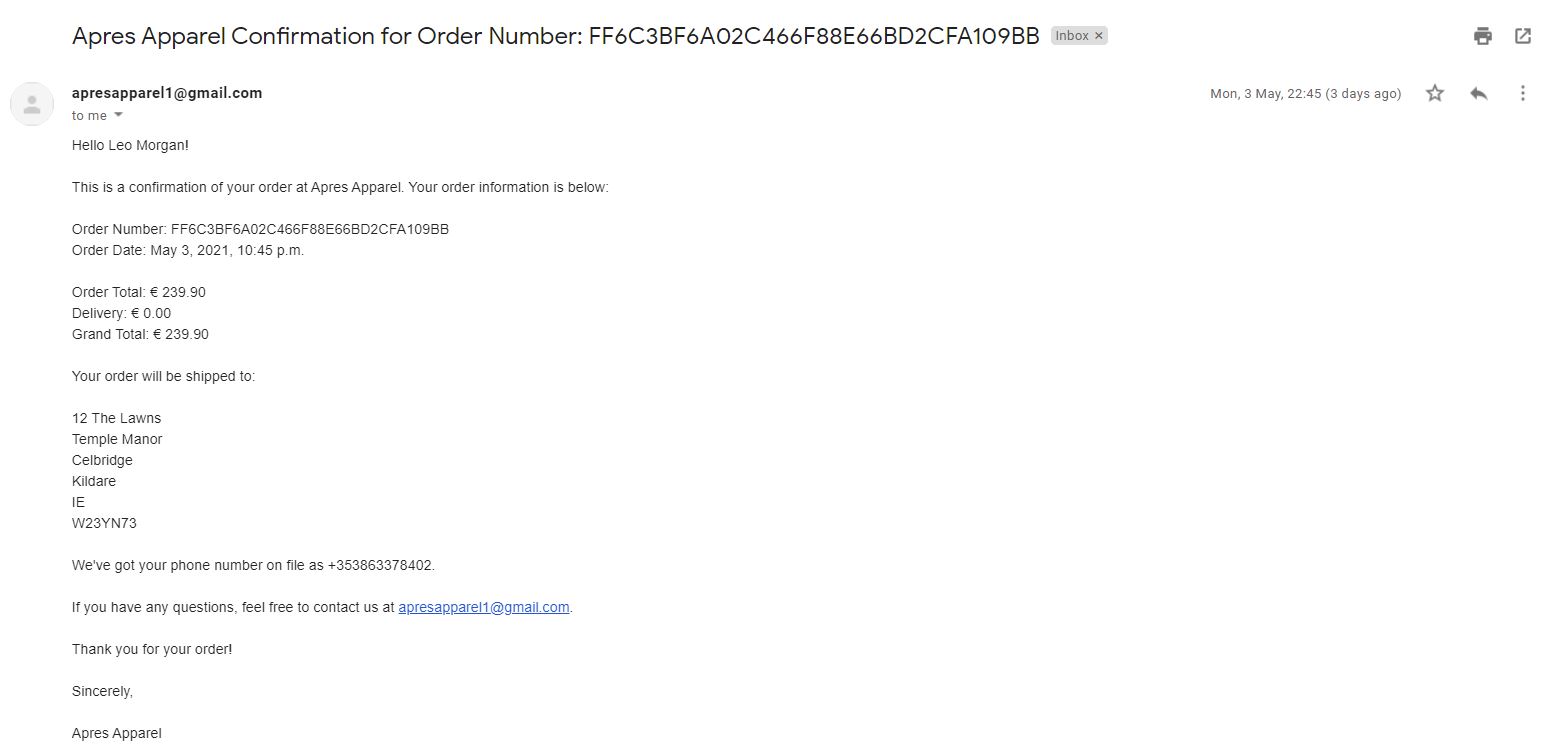 Apres Apparel Confirmation for Order Number: FF6C3BF6A02C466F88E66BD2CFA109BB Inbox ×
apresapparel1@gmail.com Mon, 3 May, 22:45 (3 days ago)
to me
Hello Leo Morgan!
This is a confirmation of your order at Apres Apparel. Your order information is below:
Order Number: FF6C3BF6A02C466F88E66BD2CFA109BB
Order Date: May 3, 2021, 10:45 p.m.
Order Total: € 239.90
Delivery: € 0.00
Grand Total: € 239.90
Your order will be shipped to:
12 The Lawns
Temple Manor
Celbridge
Kildare
IE
W23YN73
We've got your phone number on file as +353863378402.
If you have any questions, feel free to contact us at apresapparel1@gmail.com.
Thank you for your order!
Sincerely,
Apres Apparel